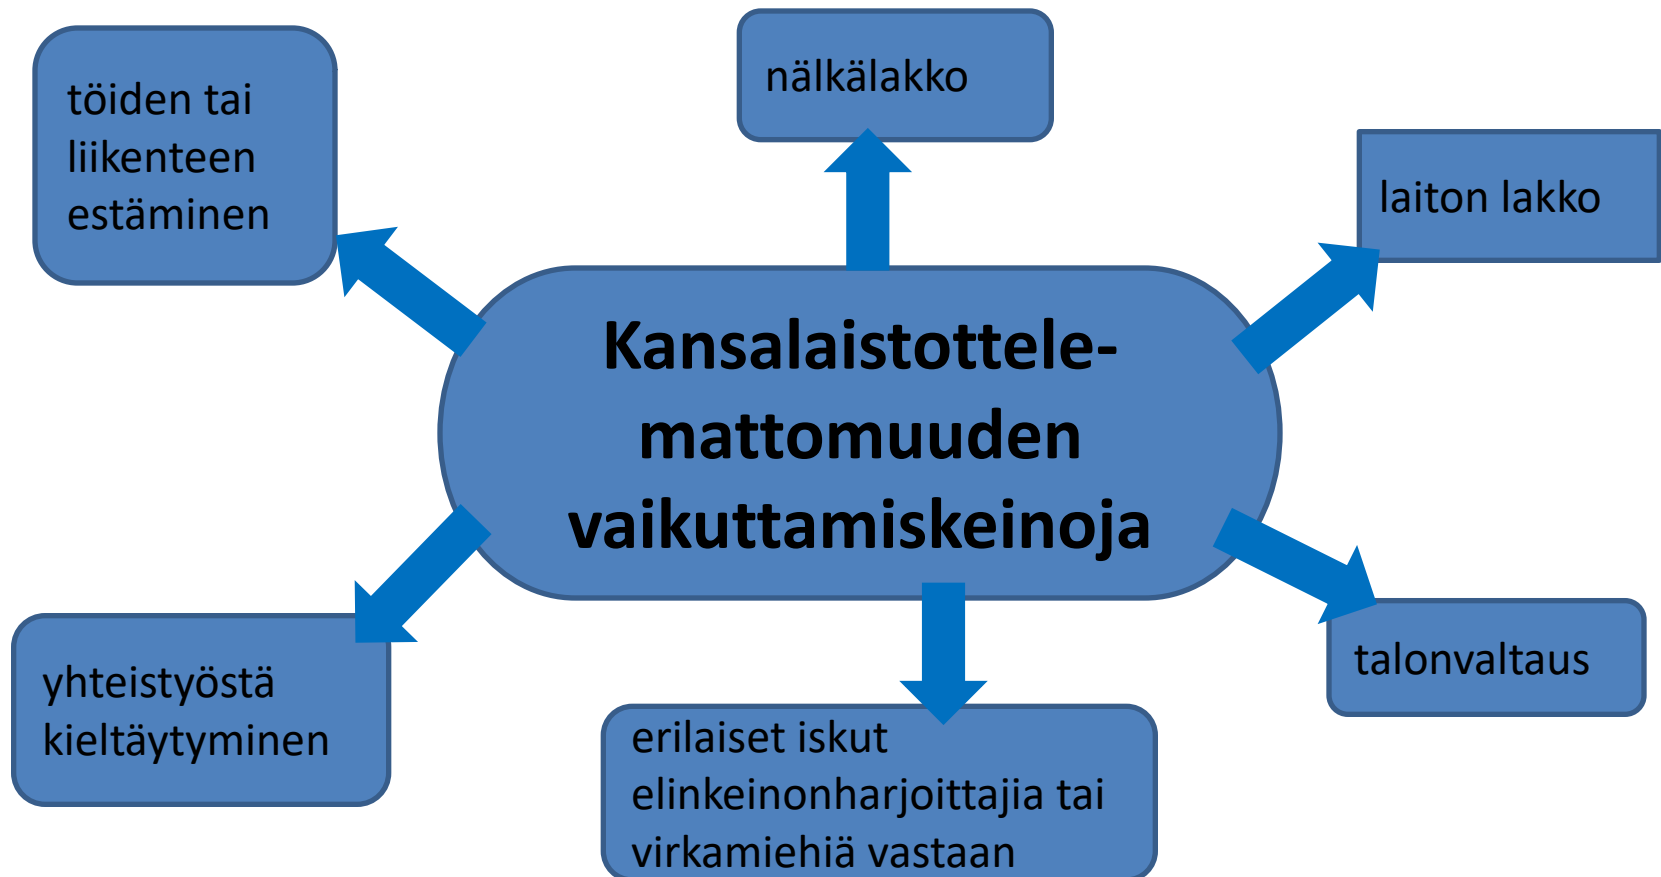 töiden tai
liikenteen
estäminen
nälkälakko
laiton lakko
Kansalaistottele-
mattomuuden
vaikuttamiskeinoja
yhteistyöstä
kieltäytyminen
erilaiset iskut
elinkeinonharjoittajia tai
virkamiehiä vastaan
talonvaltaus